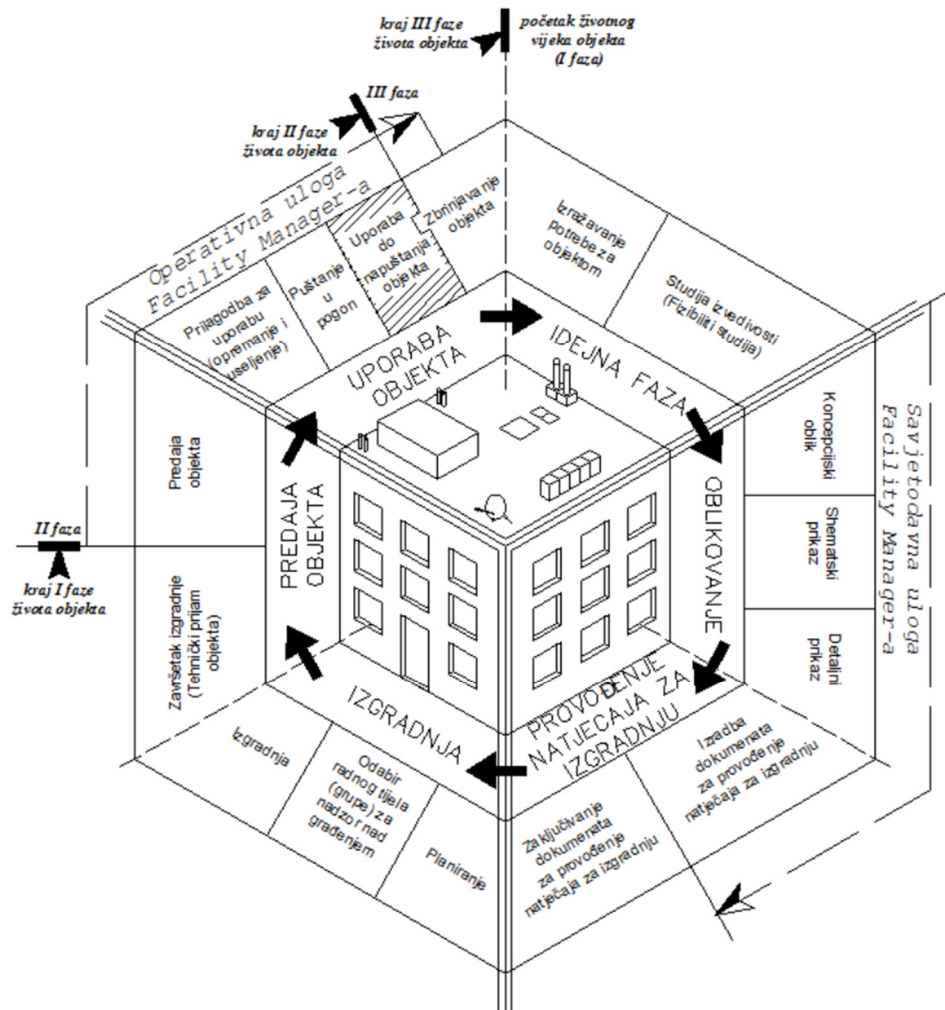 kraj III faze
života objekta
početak životnog
vijeka objekta
(I faza)
III faza
kraj II faze
života objekta
Operativna uloga
Facility Manager-a
Prilagodba za
uporabu
(opremanje i
useljenje)
Puštanje
u
pogon
Uporaba
do
napuštanja
objekta
Zbrinjavanje
objekta
Izražavanje
potrebe za
objektom
Studija izvedivosti
(Fizibiliti studija)
UPORABA
OBJEKTA
IDEJNA FAZA
Koncepcijski
oblik
Shematski
prikaz
Detaljni
prikaz
Savjetodavna uloga
Facility Manager-a
OBLIKOVANJE
Predaja
objekta
PREDAJA
OBJEKTA
II faza
kraj I faze
života objekta
Završetak izgradnje
(Tehnički prijam
objekta)
IZGRADNJA
PROVOĐENJE
NATJEČAJA ZA
IZGRADNJU
Izgradnja
Odabir
radnog tijela
(grupe) za
nadzor nad
građenjem
Planiranje
Zaključivanje
dokumenata
za provođenje
natječaja za izgradnju
Izradba
dokumenata
za provođenje
natječaja za izgradnju